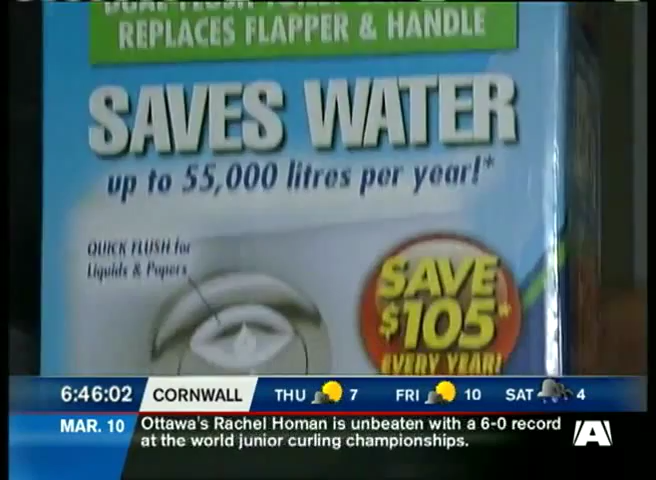 DUAL FLUSH
REPLACES FLAPPER & HANDLE
SAVES WATER
up to 55,000 litres per year!*
QUICK FLUSH for
Liquids & Papers
SAVE
$105*
EVERY YEAR!
6:46:02 CORNWALL THU 7 FRI 10 SAT 4
MAR. 10 Ottawa's Rachel Homan is unbeaten with a 6-0 record
at the world junior curling championships.
A